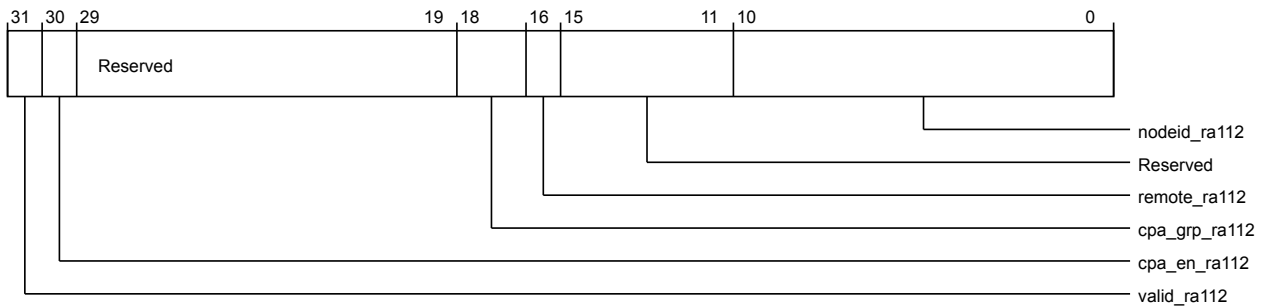 31 30 29 19 18 16 15 11 10 0
Reserved
nodeid_ra112
Reserved
remote_ra112
cpa_grp_ra112
cpa_en_ra112
valid_ra112